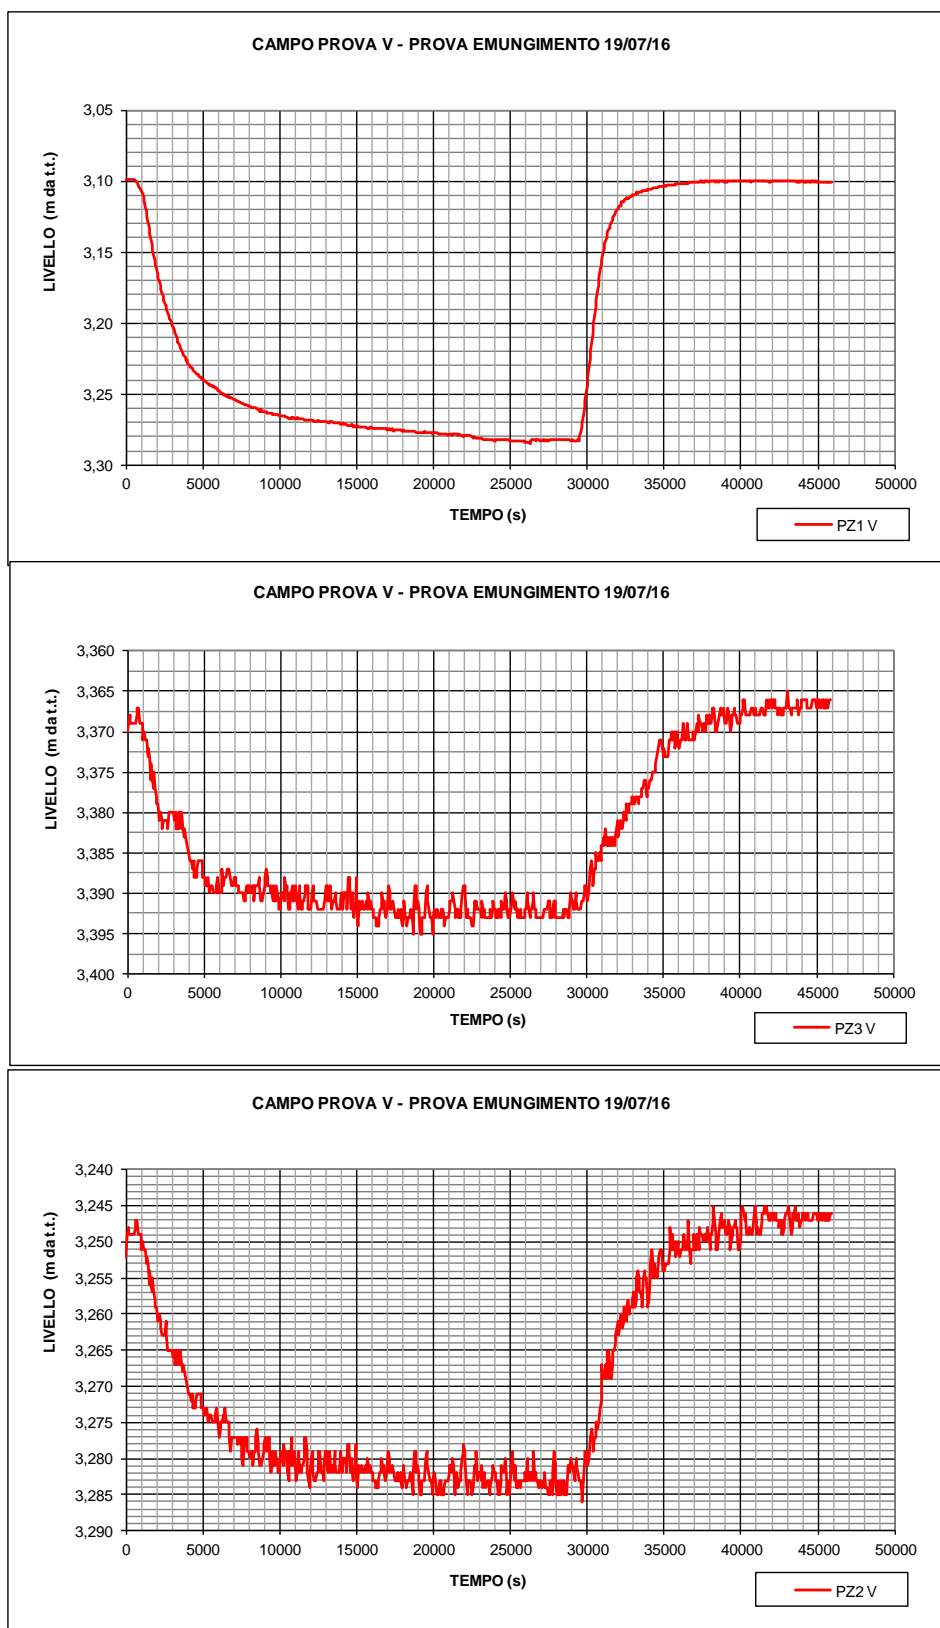 CAMPO PROVA V - PROVA EMUNGIMENTO 19/07/16
3,05
3,10
3,15
3,20
3,25
3,30
LIVELLO (m da t.t.)
0 5000 10000 15000 20000 25000 30000 35000 40000 45000 50000
TEMPO (s)
PZ1 V
CAMPO PROVA V - PROVA EMUNGIMENTO 19/07/16
3,360
3,365
3,370
3,375
3,380
3,385
3,390
3,395
3,400
LIVELLO (m da t.t.)
0 5000 10000 15000 20000 25000 30000 35000 40000 45000 50000
TEMPO (s)
PZ3 V
CAMPO PROVA V - PROVA EMUNGIMENTO 19/07/16
3,240
3,245
3,250
3,255
3,260
3,265
3,270
3,275
3,280
3,285
3,290
LIVELLO (m da t.t.)
0 5000 10000 15000 20000 25000 30000 35000 40000 45000 50000
TEMPO (s)
PZ2 V